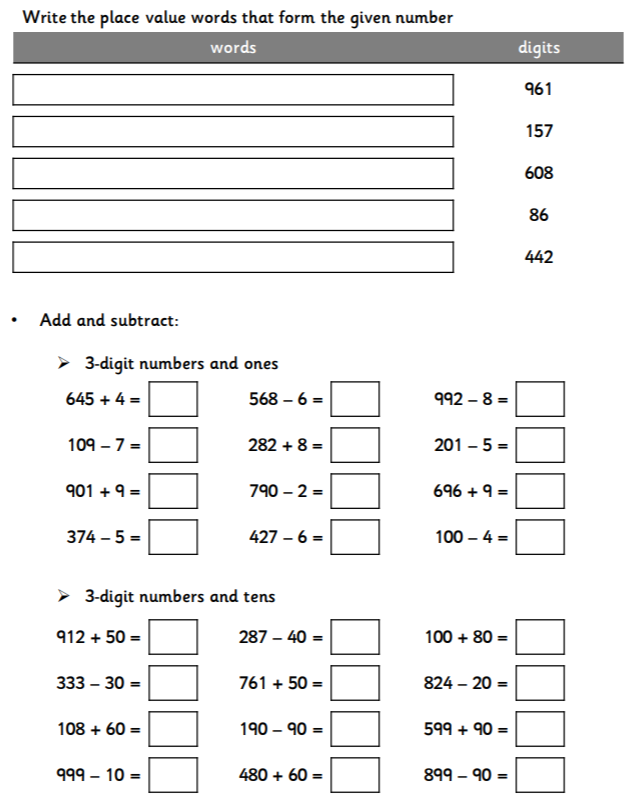 Write the place value words that form the given number
words digits
961
157
608
86
442
• Add and subtract:
➢ 3-digit numbers and ones
645 + 4 = 568 – 6 = 992 – 8 =
109 – 7 = 282 + 8 = 201 – 5 =
901 + 9 = 790 – 2 = 696 + 9 =
374 – 5 = 427 – 6 = 100 – 4 =
➢ 3-digit numbers and tens
912 + 50 = 287 – 40 = 100 + 80 =
333 – 30 = 761 + 50 = 824 – 20 =
108 + 60 = 190 – 90 = 599 + 90 =
999 – 10 = 480 + 60 = 899 – 90 =